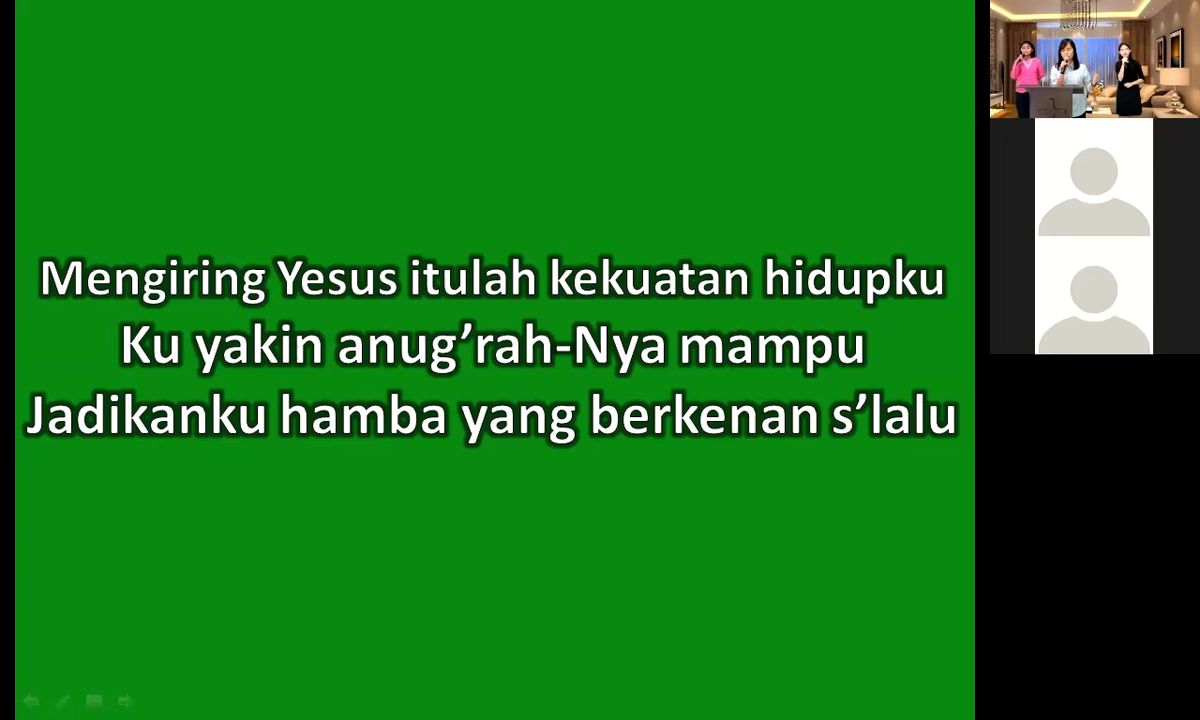 Mengiring Yesus itulah kekuatan hidupku
Ku yakin anug’rah-Nya mampu
Jadikanku hamba yang berkenan s’lalu